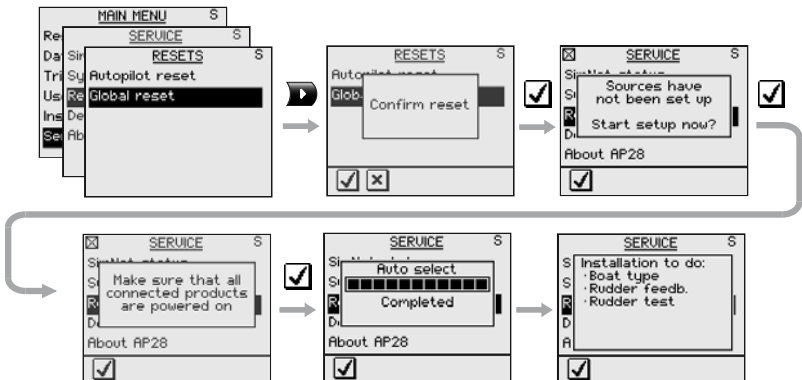 MAIN MENU S
SERVICE S
RESETS S
Autopilot reset
Global reset
RESETS S
Confirm reset
SERVICE S
Sources have
not been set up
Start setup now?
About AP28
SERVICE S
Make sure that all
connected products
are powered on
About AP28
SERVICE S
Auto select
Completed
About AP28
SERVICE S
Installation to do:
·Boat type
·Rudder feedb.
·Rudder test